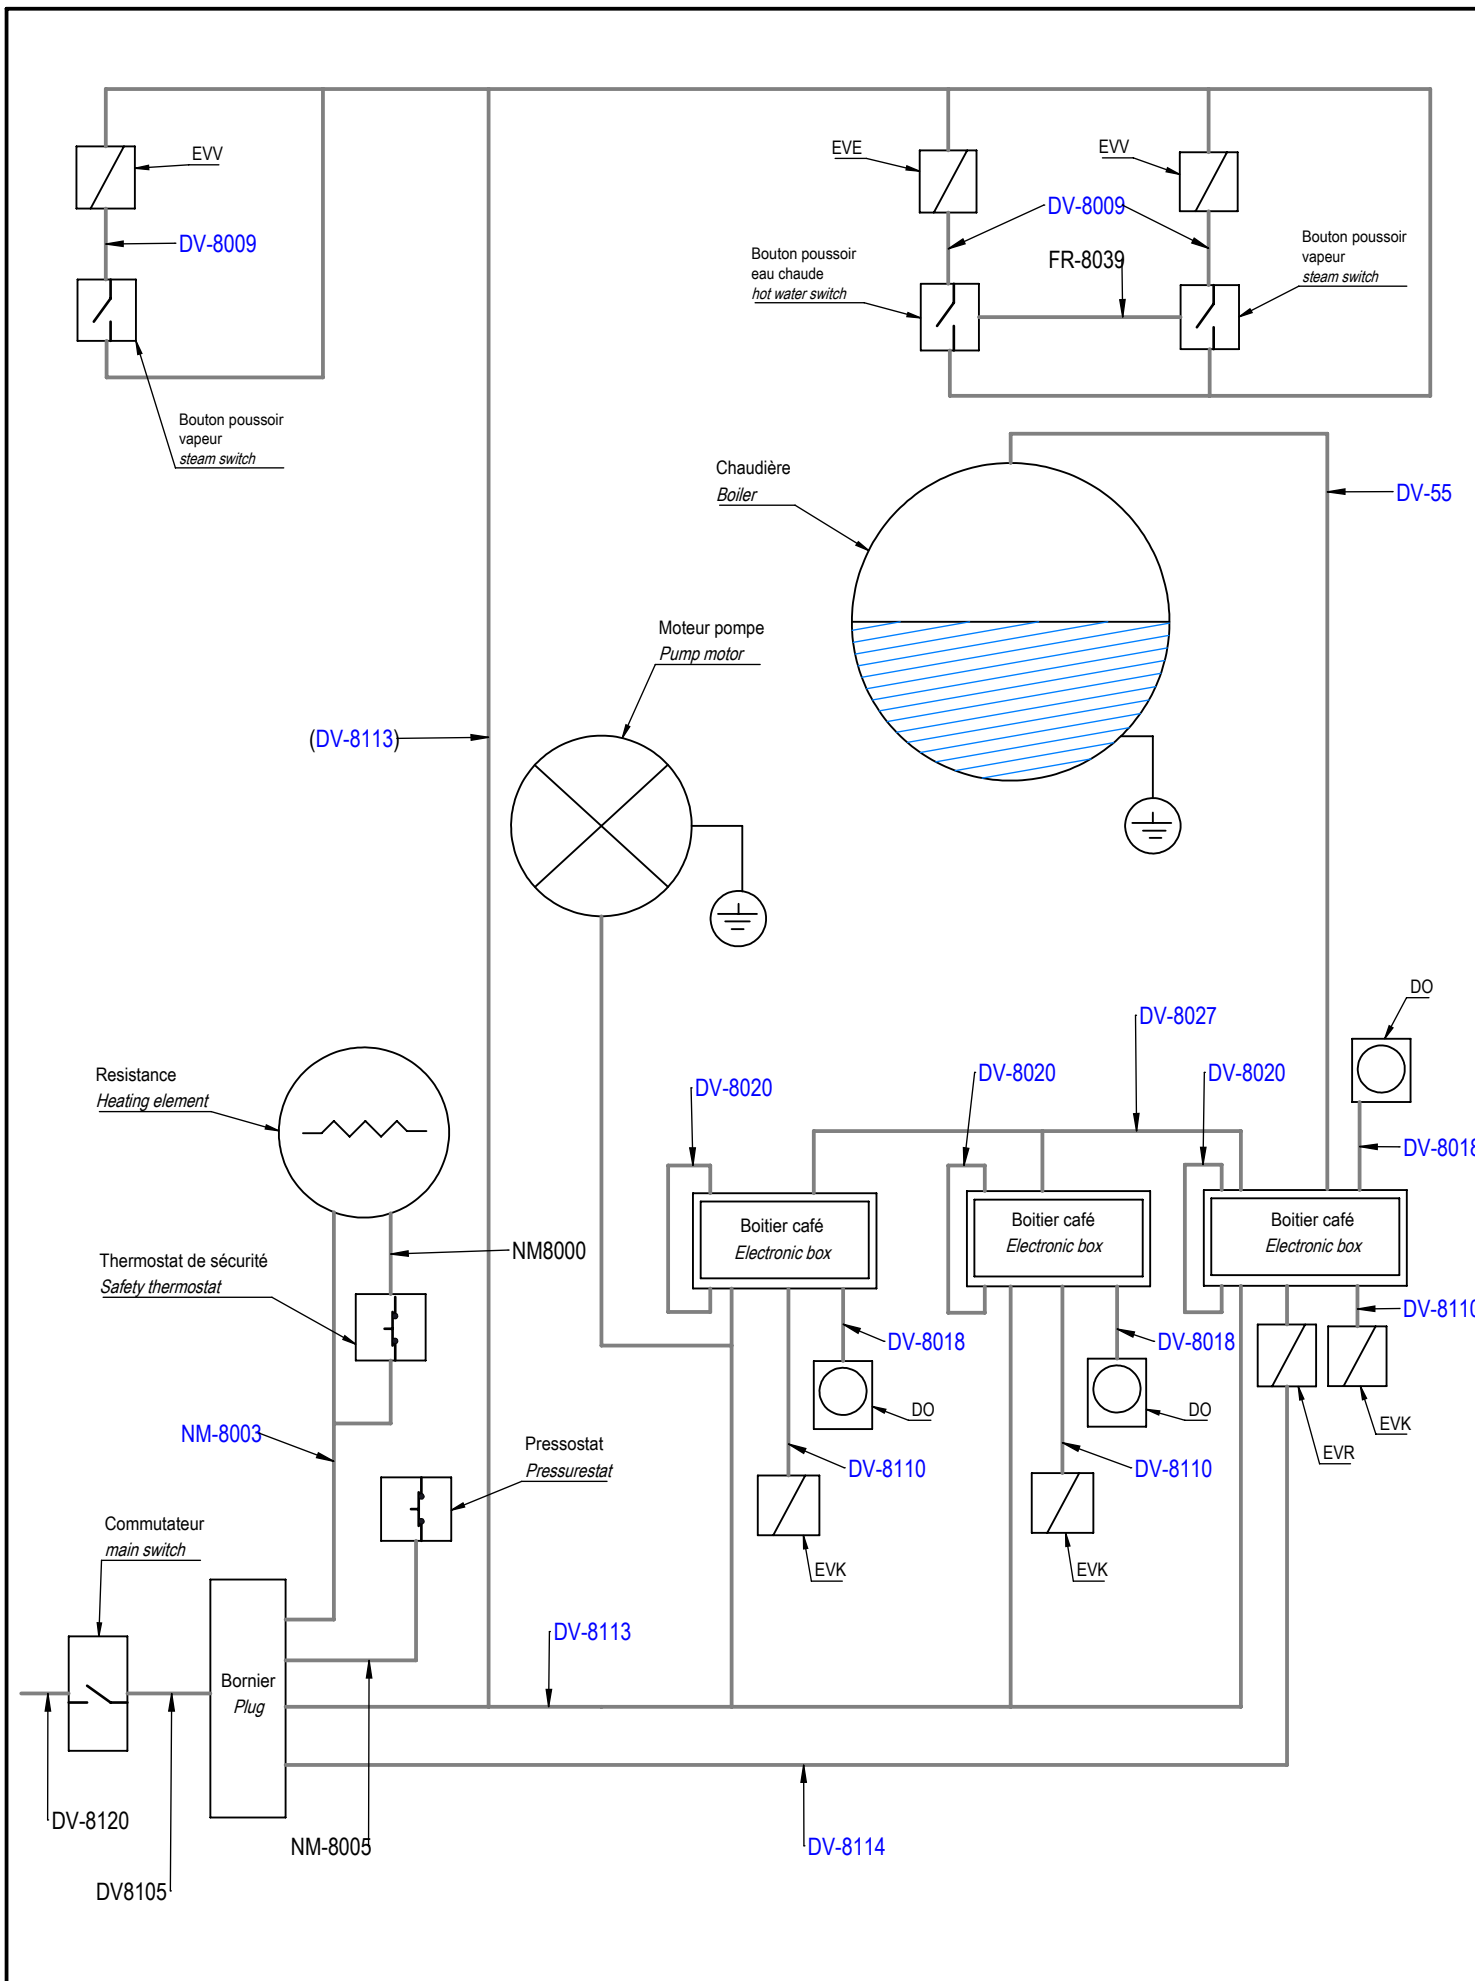 EVV
EVE
EVV
DV-8009
DV-8009
Bouton poussoir
eau chaude
hot water switch
FR-8039
Bouton poussoir
vapeur
steam switch
Bouton poussoir
vapeur
steam switch
Chaudière
Boiler
DV-55
Moteur pompe
Pump motor
(DV-8113)
DO
DV-8027
Resistance
Heating element
DV-8020
DV-8020
DV-8020
DV-8018
Boitier café
Electronic box
Boitier café
Electronic box
Boitier café
Electronic box
NM8000
Thermostat de sécurité
Safety thermostat
DV-8018
DV-8018
DV-8110
DO
DO
EVK
EVR
NM-8003
Pressostat
Pressurestat
DV-8110
DV-8110
Commutateur
main switch
EVK
EVK
DV-8113
Bornier
Plug
DV-8120
NM-8005
DV-8114
DV8105